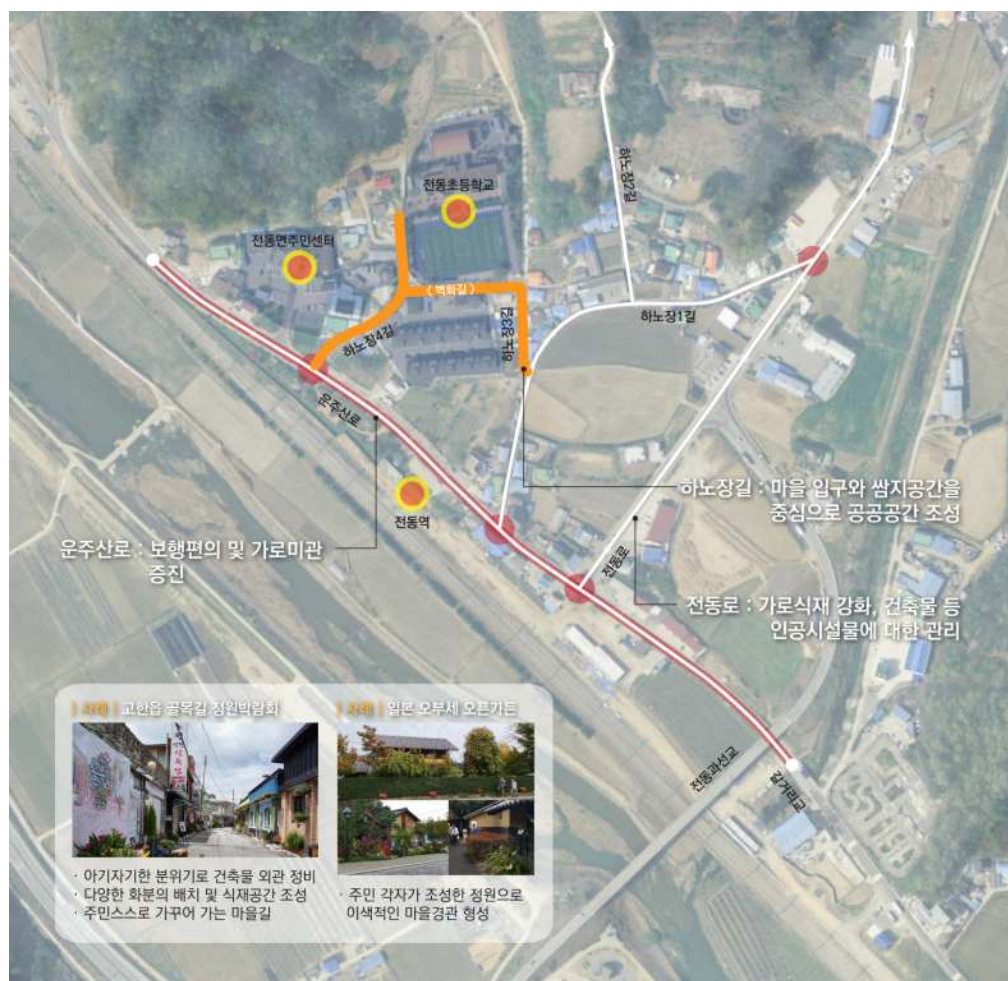 전동초등학교
하노장2길
전동면주민센터
< 벽화길 >
하노장4길
하노장3길
하노장1길
운주산로
전동역
하노장길 : 마을 입구와 쌈지공간을
중심으로 공공공간 조성
운주산로 : 보행편의 및 가로미관
증진
전동로
전동로 : 가로식재 강화, 건축물 등
인공시설물에 대한 관리
전동과선교
갈거리교
| 사례 | 고한읍 골목길 정원박람회
· 아기자기한 분위기로 건축물 외관 정비
· 다양한 화분의 배치 및 식재공간 조성
· 주민스스로 가꾸어 가는 마을길
| 사례 | 일본 오부세 오픈가든
· 주민 각자가 조성한 정원으로
이색적인 마을경관 형성